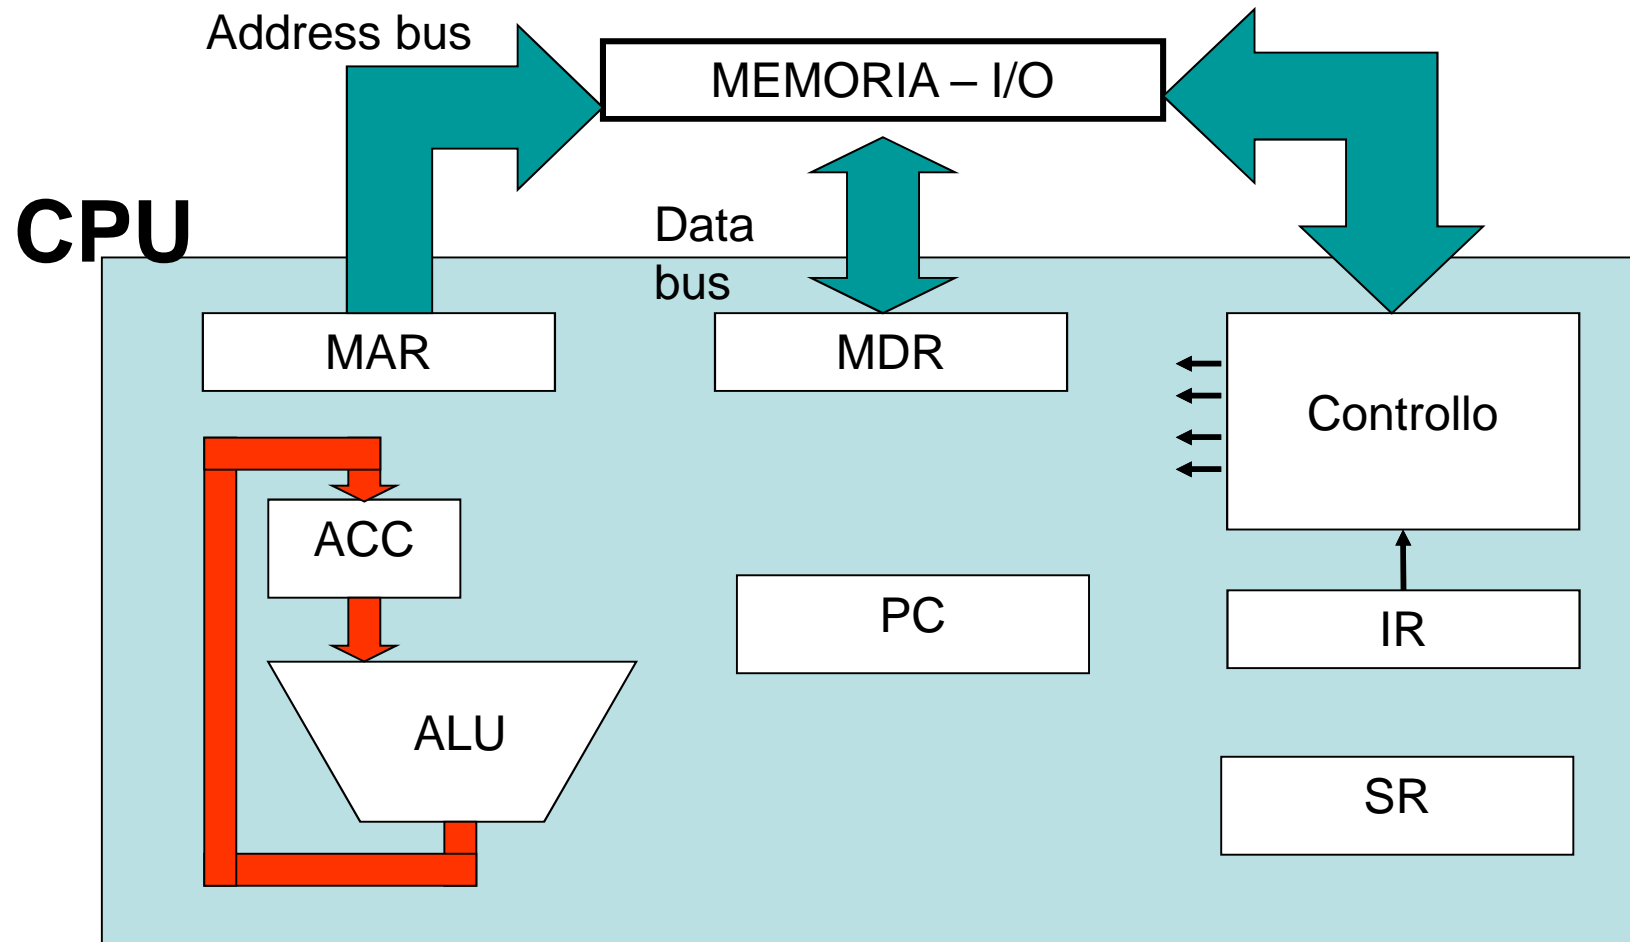 Address bus
MEMORIA – I/O
CPU
Data
bus
MAR
MDR
Controllo
ACC
PC
IR
ALU
SR